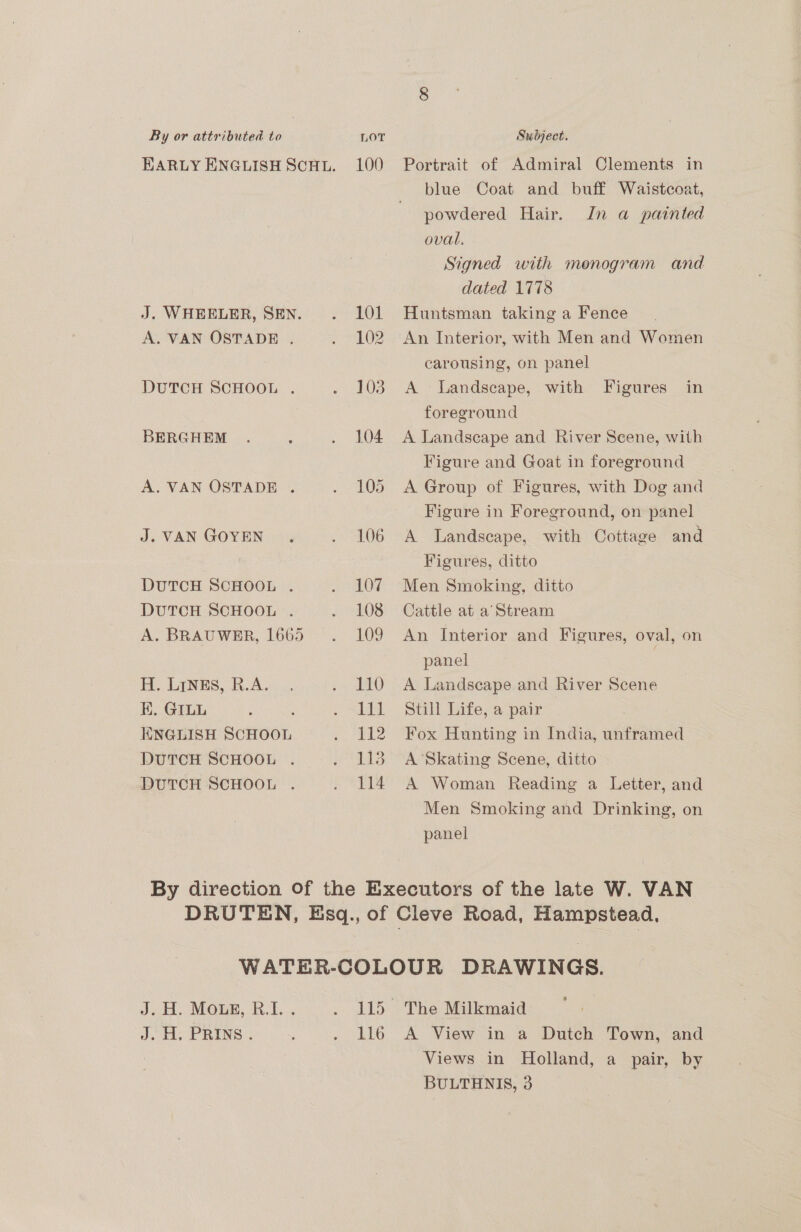 8
By or attributed to LOT Subject.
EARLY ENGLISH SCHL. 100 Portrait of Admiral Clements in
blue Coat and buff Waistcoat,
powdered Hair. In a painted
oval.
Signed with monogram and
dated 1778
J. WHEELER, SEN. . 101 Huntsman taking a Fence
A. VAN OSTADE . . 102 An Interior, with Men and Women
carousing, on panel
DUTCH SCHOOL . . 103 A Landscape, with Figures in
foreground
BERGHEM . . . 104 A Landscape and River Scene, with
Figure and Goat in foreground
A. VAN OSTADE . . 105 A Group of Figures, with Dog and
Figure in Foreground, on panel
J. VAN GOYEN . . 106 A Landscape, with Cottage and
Figures, ditto
DUTCH SCHOOL . . 107 Men Smoking, ditto
DUTCH SCHOOL . . 108 Cattle at a Stream
A. BRAUWER, 1665 . 109 An Interior and Figures, oval, on
panel
H. LINES, R.A. . . 110 A Landscape and River Scene
E. GILL . . . 111 Still Life, a pair
ENGLISH SCHOOL . 112 Fox Hunting in India, unframed
DUTCH SCHOOL . . 113 A Skating Scene, ditto
DUTCH SCHOOL . . 114 A Woman Reading a Letter, and
Men Smoking and Drinking, on
panel
By direction of the Executors of the late W. VAN
DRUTEN, Esq., of Cleve Road, Hampstead.
WATER-COLOUR DRAWINGS.
J. H. MOLE, R.I. . . 115 The Milkmaid
J. H. PRINS . . . 116 A View in a Dutch Town, and
Views in Holland, a pair, by
BULTHNIS, 3